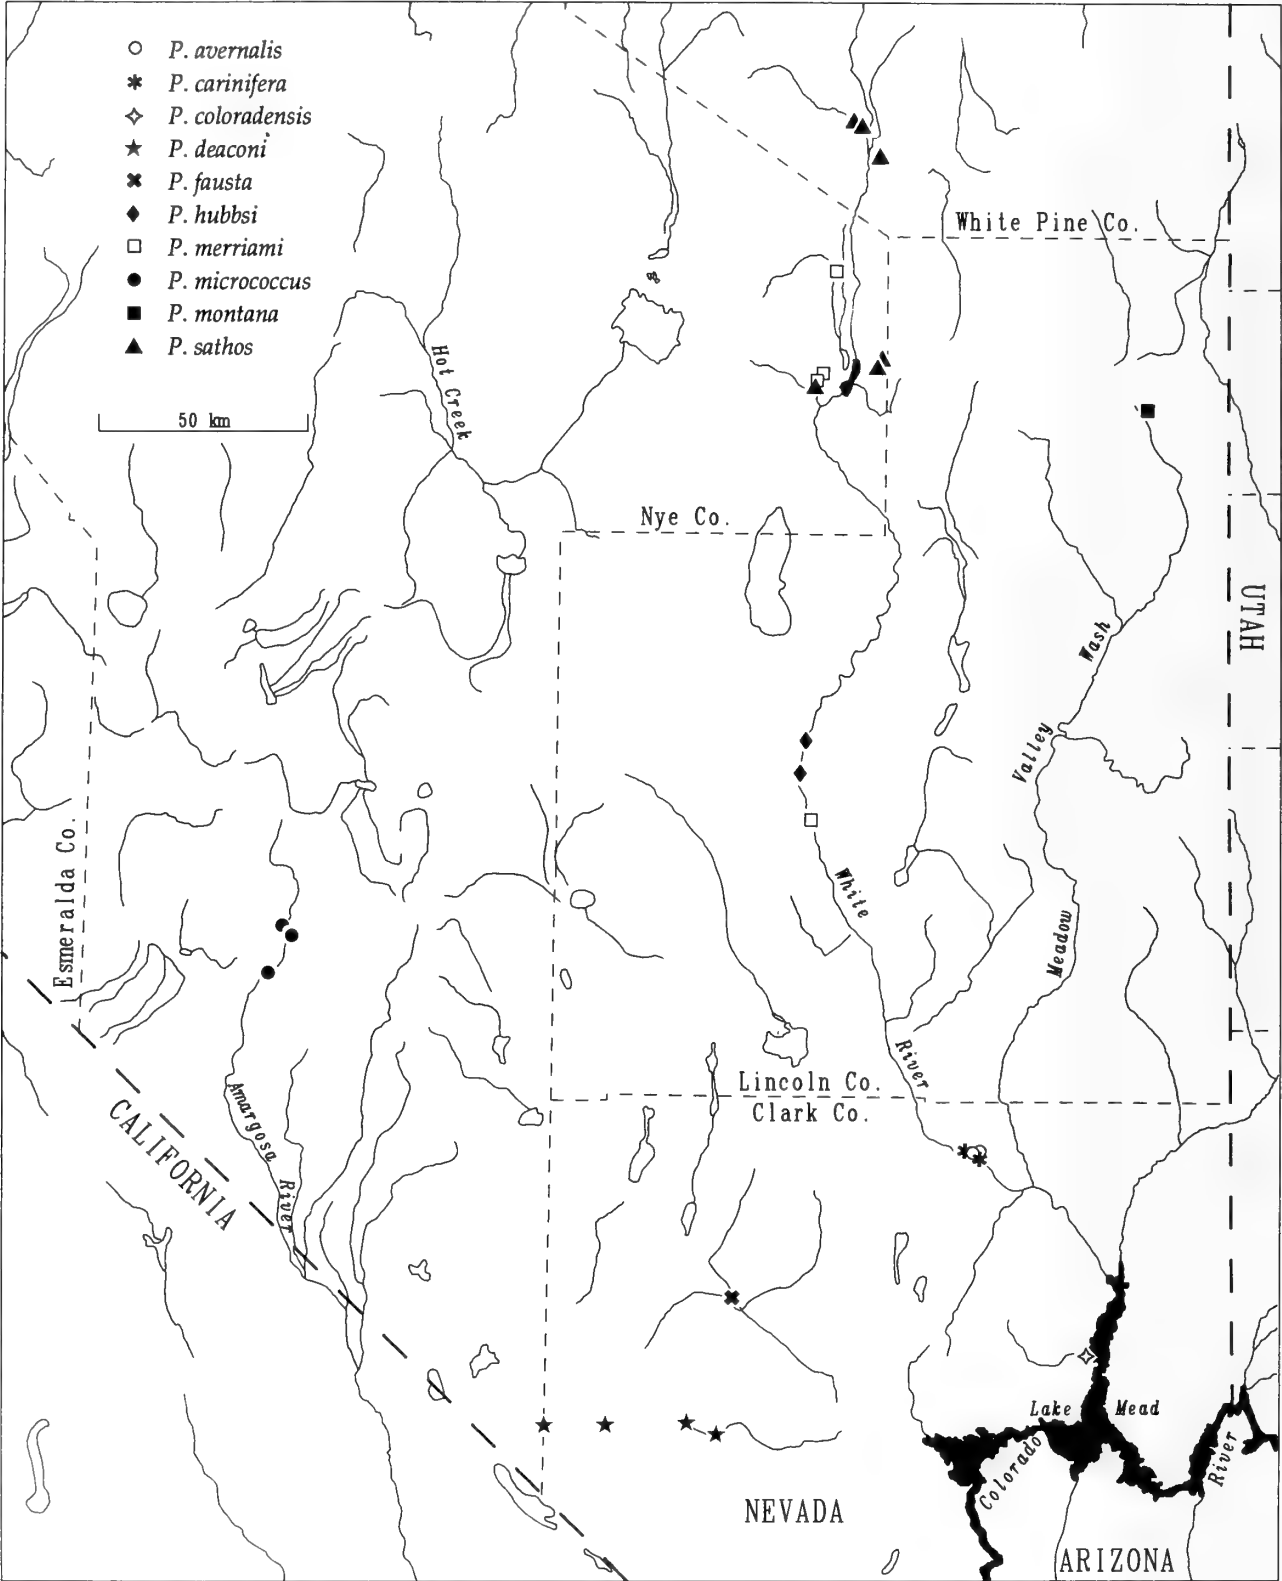 P. avernalis
P. carinifera
P. coloradensis
P. deaconi
P. fausta
P. hubbsi
P. merriami
P. micrococcus
P. montana
P. sathos
50 km
White Pine Co.
Hot Creek
Nye Co.
UTAH
Wash
Valley
Meadow
Esmeralda Co.
White
River
Lincoln Co.
Clark Co.
Amargosa
River
CALIFORNIA
Lake Mead
Colorado
River
NEVADA
ARIZONA